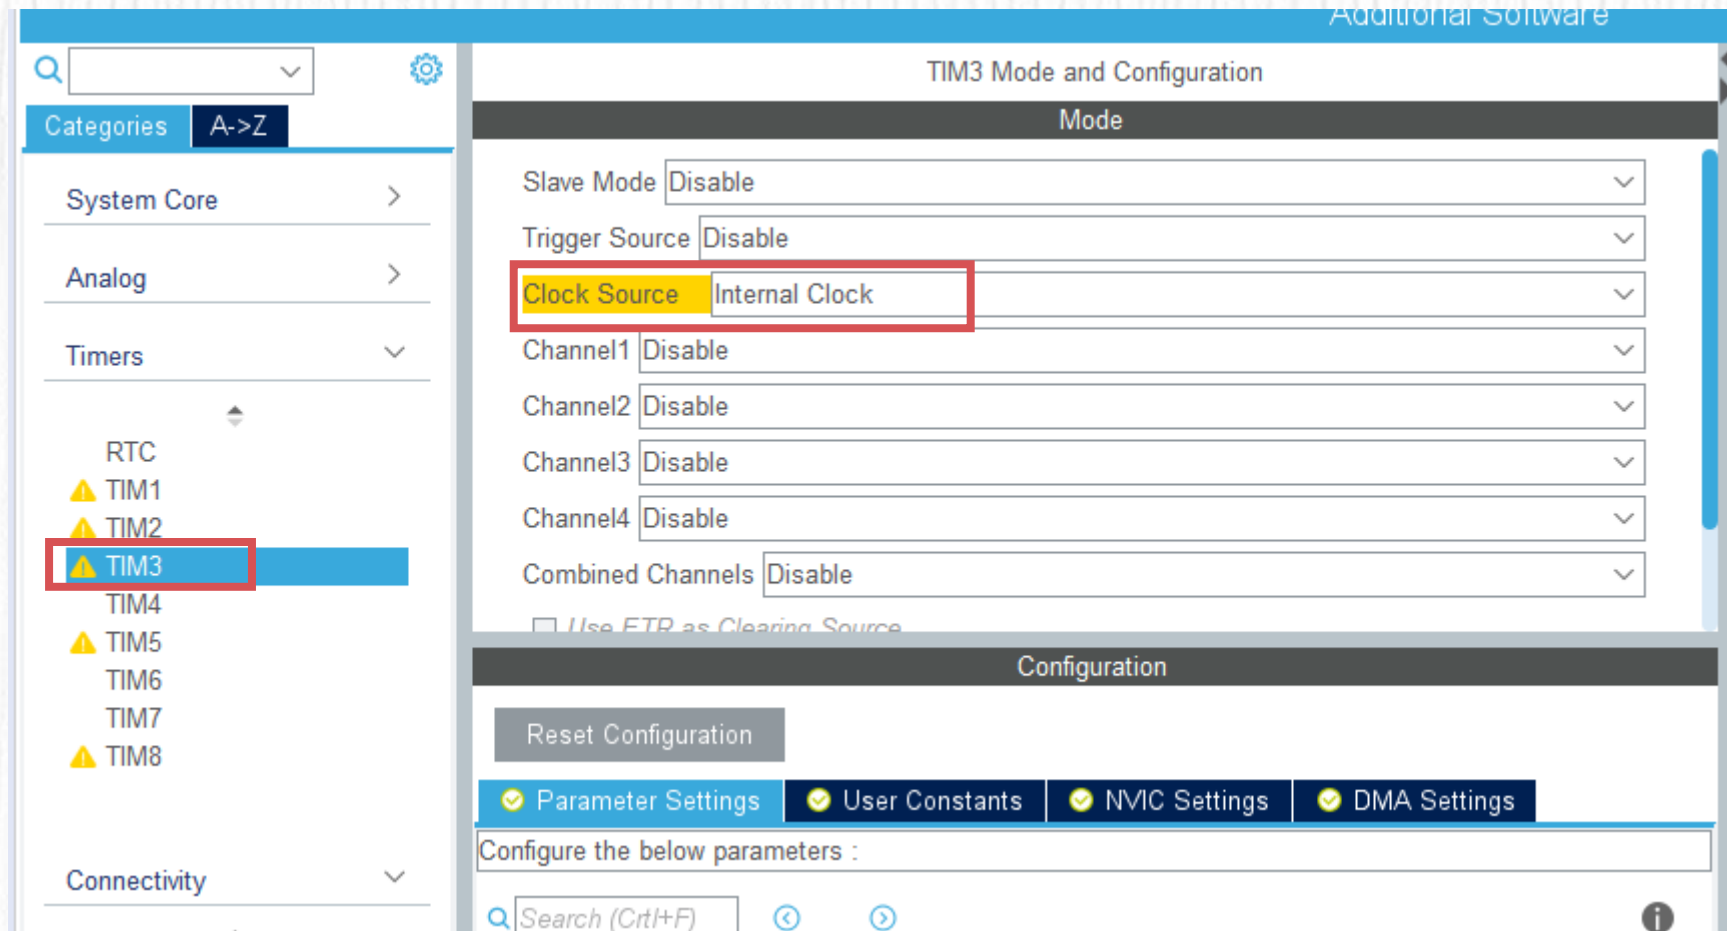 Additional Software
TIM3 Mode and Configuration
Categories
A->Z
Mode
System Core
Analog
Timers
RTC
TIM1
TIM2
TIM3
TIM4
TIM5
TIM6
TIM7
TIM8
Connectivity
Slave Mode Disable
Trigger Source Disable
Clock Source Internal Clock
Channel1 Disable
Channel2 Disable
Channel3 Disable
Channel4 Disable
Combined Channels Disable
Use ETR as Clearing Source
Configuration
Reset Configuration
Parameter Settings
User Constants
NVIC Settings
DMA Settings
Configure the below parameters :
Search (Crtl+F)